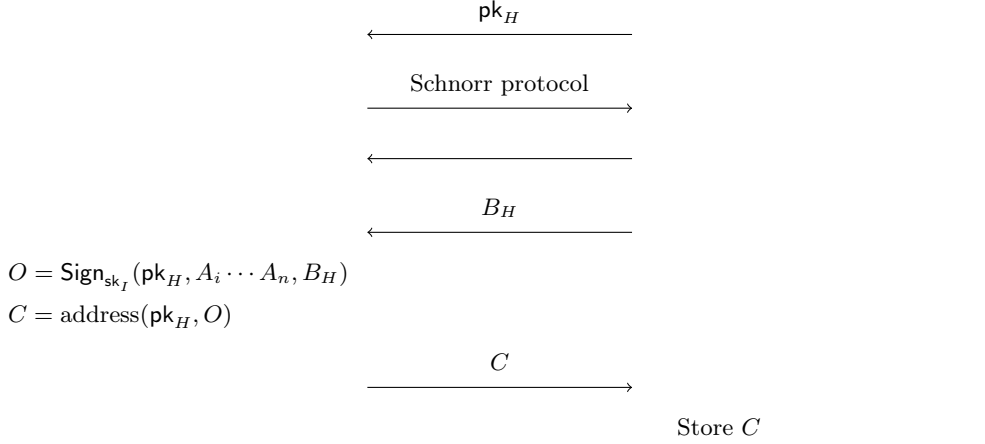 pk_H
Schnorr protocol
B_H
O = Sign_{sk_I}(pk_H, A_i ⋯ A_n, B_H)
C = address(pk_H, O)
C
Store C